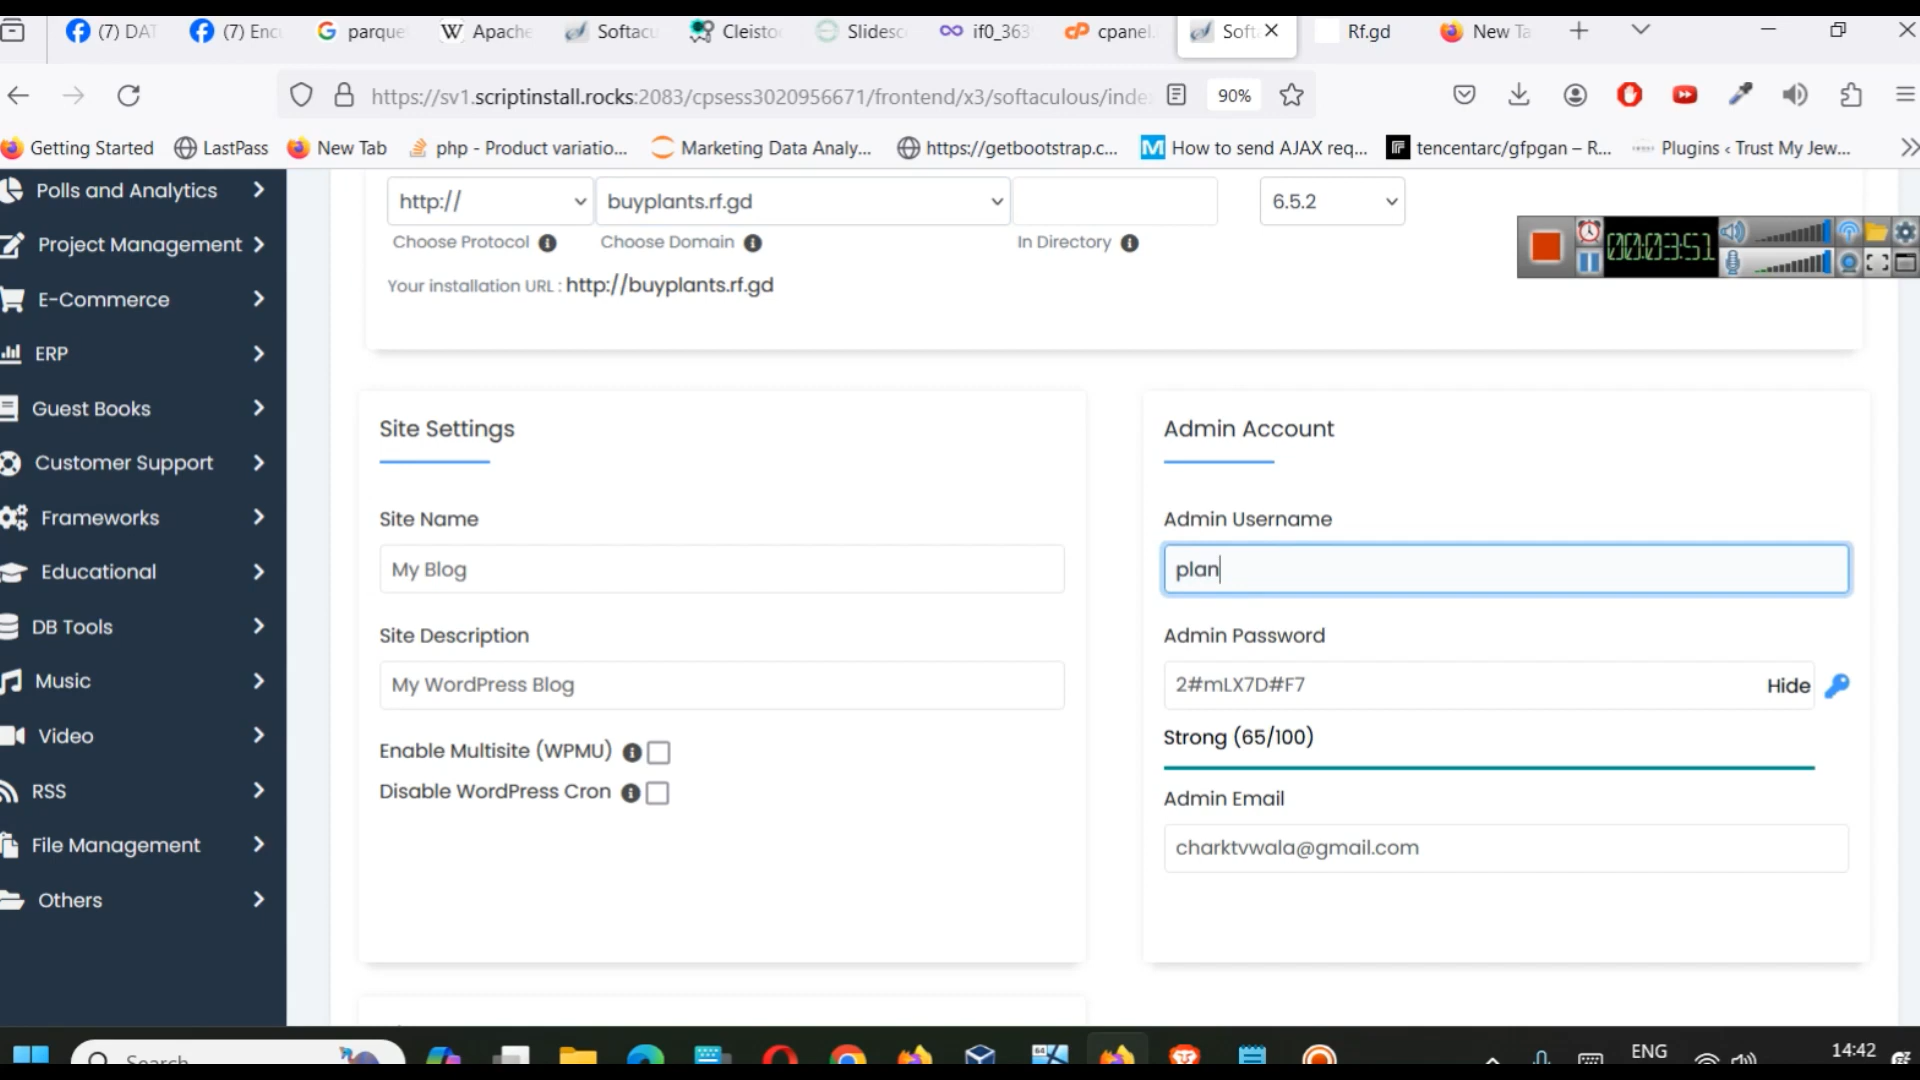 (7) DAT
(7) Encu
parque
Apache
Softacu
Cleisto
Slidesc
if0_363
cpanel.
Soft
Rf.gd
New Ta
https://sv1.scriptinstall.rocks:2083/cpsess3020956671/frontend/x3/softaculous/inde
90%
Getting Started
LastPass
New Tab
php - Product variatio...
Marketing Data Analy...
https://getbootstrap.c...
How to send AJAX req...
tencentarc/gfpgan – R...
Plugins ‹ Trust My Jew...
Polls and Analytics
Project Management
E-Commerce
ERP
Guest Books
Customer Support
Frameworks
Educational
DB Tools
Music
Video
RSS
File Management
Others
http://
buyplants.rf.gd
6.5.2
Choose Protocol
Choose Domain
In Directory
Your installation URL : http://buyplants.rf.gd
00:03:51
Site Settings
Site Name
My Blog
Site Description
My WordPress Blog
Enable Multisite (WPMU)
Disable WordPress Cron
Admin Account
Admin Username
plan
Admin Password
2#mLX7D#F7
Hide
Strong (65/100)
Admin Email
charktvwala@gmail.com
Search
ENG
14:42